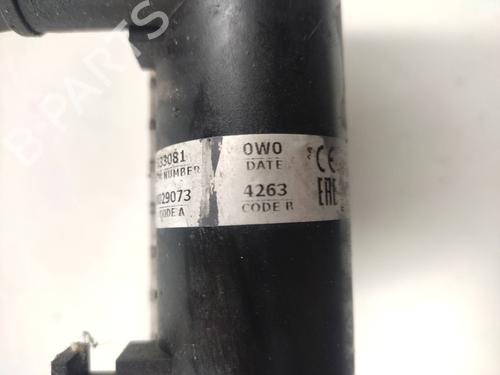 B-PARTS
33081
NUMBER
029073
CODE A
0W0
DATE
4263
CODE B
CE
EAC